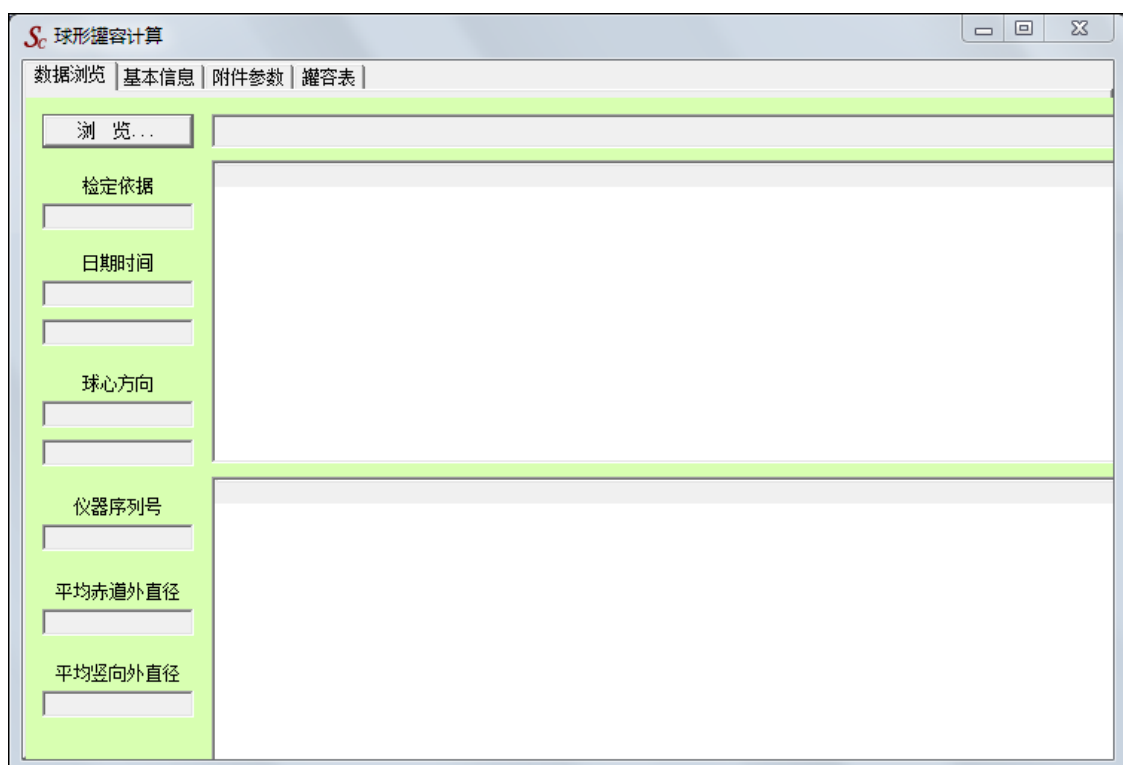 Sc 球形罐容计算
数据浏览 基本信息 附件参数 罐容表
浏 览...
检定依据
日期时间
球心方向
仪器序列号
平均赤道外直径
平均竖向外直径